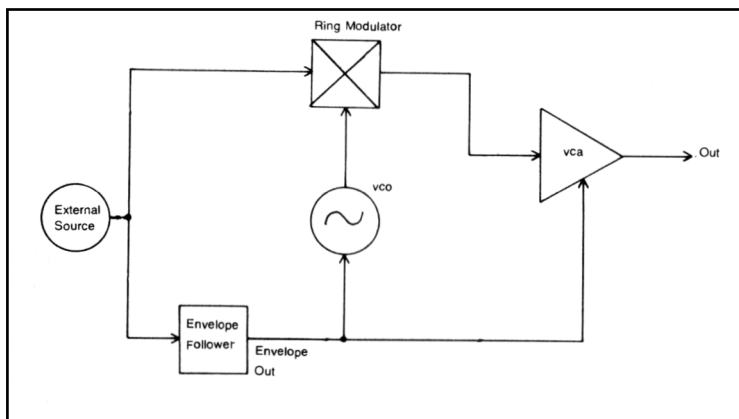 Ring Modulator
vca
Out
vco
External
Source
Envelope
Follower
Envelope
Out